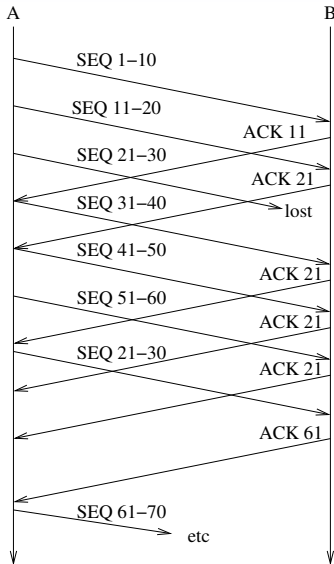 A B
SEQ 1−10
SEQ 11−20
ACK 11
SEQ 21−30
ACK 21
SEQ 31−40
lost
SEQ 41−50
ACK 21
SEQ 51−60
ACK 21
SEQ 21−30
ACK 21
ACK 61
SEQ 61−70
etc